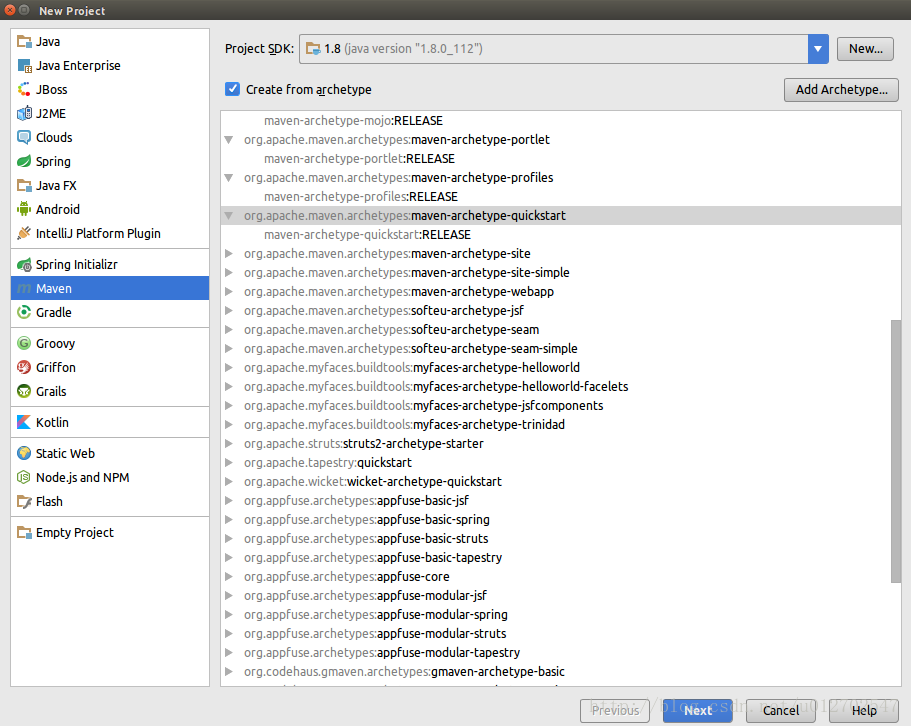 New Project
Java
Java Enterprise
JBoss
J2ME
Clouds
Spring
Java FX
Android
IntelliJ Platform Plugin
Spring Initializr
Maven
Gradle
Groovy
Griffon
Grails
Kotlin
Static Web
Node.js and NPM
Flash
Empty Project
Project SDK: 1.8 (java version "1.8.0_112") New...
Create from archetype Add Archetype...
maven-archetype-mojo:RELEASE
org.apache.maven.archetypes:maven-archetype-portlet
maven-archetype-portlet:RELEASE
org.apache.maven.archetypes:maven-archetype-profiles
maven-archetype-profiles:RELEASE
org.apache.maven.archetypes:maven-archetype-quickstart
maven-archetype-quickstart:RELEASE
org.apache.maven.archetypes:maven-archetype-site
org.apache.maven.archetypes:maven-archetype-site-simple
org.apache.maven.archetypes:maven-archetype-webapp
org.apache.maven.archetypes:softeu-archetype-jsf
org.apache.maven.archetypes:softeu-archetype-seam
org.apache.maven.archetypes:softeu-archetype-seam-simple
org.apache.myfaces.buildtools:myfaces-archetype-helloworld
org.apache.myfaces.buildtools:myfaces-archetype-helloworld-facelets
org.apache.myfaces.buildtools:myfaces-archetype-jsfcomponents
org.apache.myfaces.buildtools:myfaces-archetype-trinidad
org.apache.struts:struts2-archetype-starter
org.apache.tapestry:quickstart
org.apache.wicket:wicket-archetype-quickstart
org.appfuse.archetypes:appfuse-basic-jsf
org.appfuse.archetypes:appfuse-basic-spring
org.appfuse.archetypes:appfuse-basic-struts
org.appfuse.archetypes:appfuse-basic-tapestry
org.appfuse.archetypes:appfuse-core
org.appfuse.archetypes:appfuse-modular-jsf
org.appfuse.archetypes:appfuse-modular-spring
org.appfuse.archetypes:appfuse-modular-struts
org.appfuse.archetypes:appfuse-modular-tapestry
org.codehaus.gmaven.archetypes:gmaven-archetype-basic
Previous Next Cancel Help